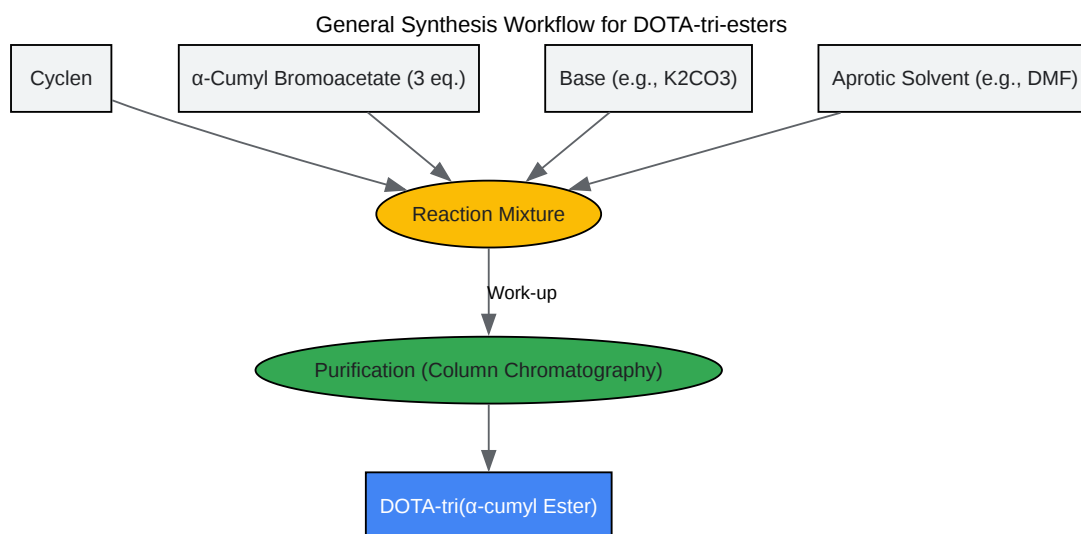 General Synthesis Workflow for DOTA-tri-esters
Cyclen
α-Cumyl Bromoacetate (3 eq.)
Base (e.g., K2CO3)
Aprotic Solvent (e.g., DMF)
Reaction Mixture
Work-up
Purification (Column Chromatography)
DOTA-tri(α-cumyl Ester)